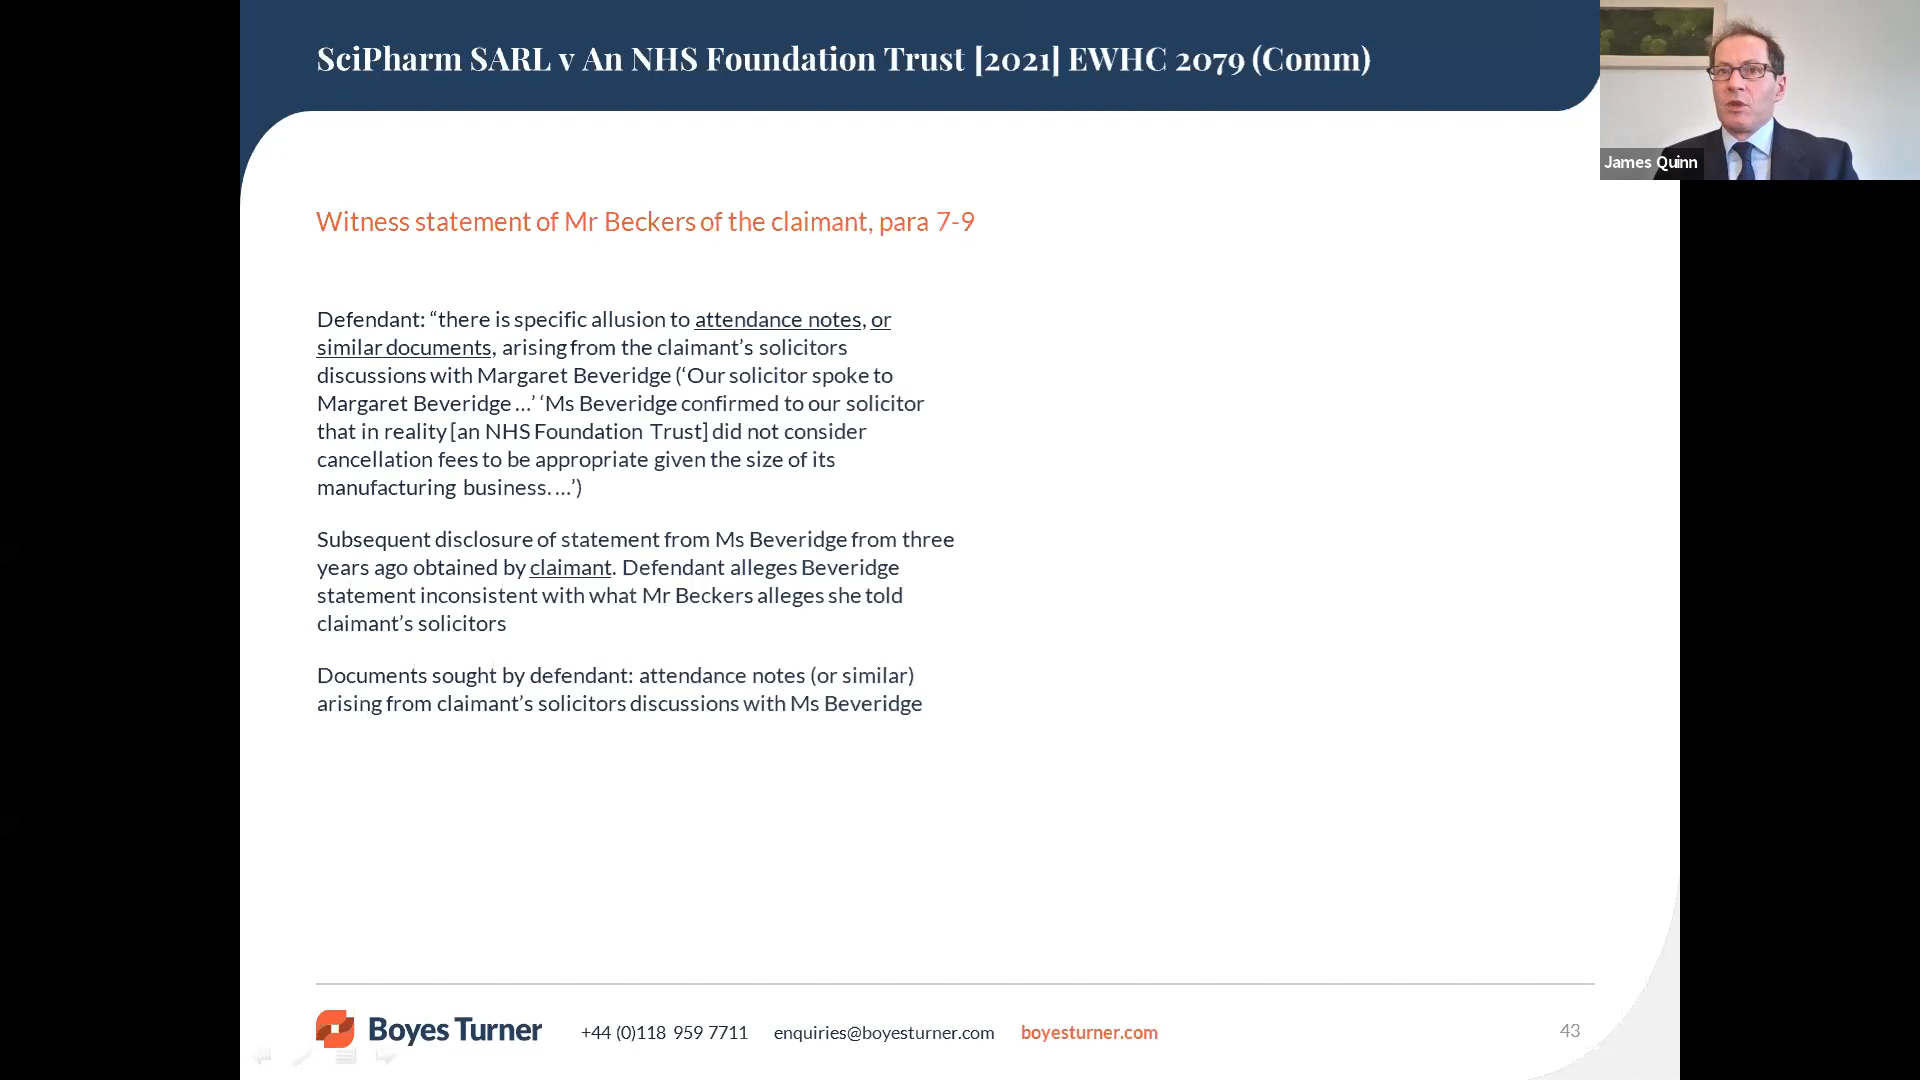 SciPharm SARL v An NHS Foundation Trust [2021] EWHC 2079 (Comm)
James Quinn
Witness statement of Mr Beckers of the claimant, para 7-9
Defendant: “there is specific allusion to attendance notes, or
similar documents, arising from the claimant’s solicitors
discussions with Margaret Beveridge (‘Our solicitor spoke to
Margaret Beveridge …’ ‘Ms Beveridge confirmed to our solicitor
that in reality [an NHS Foundation Trust] did not consider
cancellation fees to be appropriate given the size of its
manufacturing business. …’)
Subsequent disclosure of statement from Ms Beveridge from three
years ago obtained by claimant. Defendant alleges Beveridge
statement inconsistent with what Mr Beckers alleges she told
claimant’s solicitors
Documents sought by defendant: attendance notes (or similar)
arising from claimant’s solicitors discussions with Ms Beveridge
Boyes Turner +44 (0)118 959 7711 enquiries@boyesturner.com boyesturner.com 43